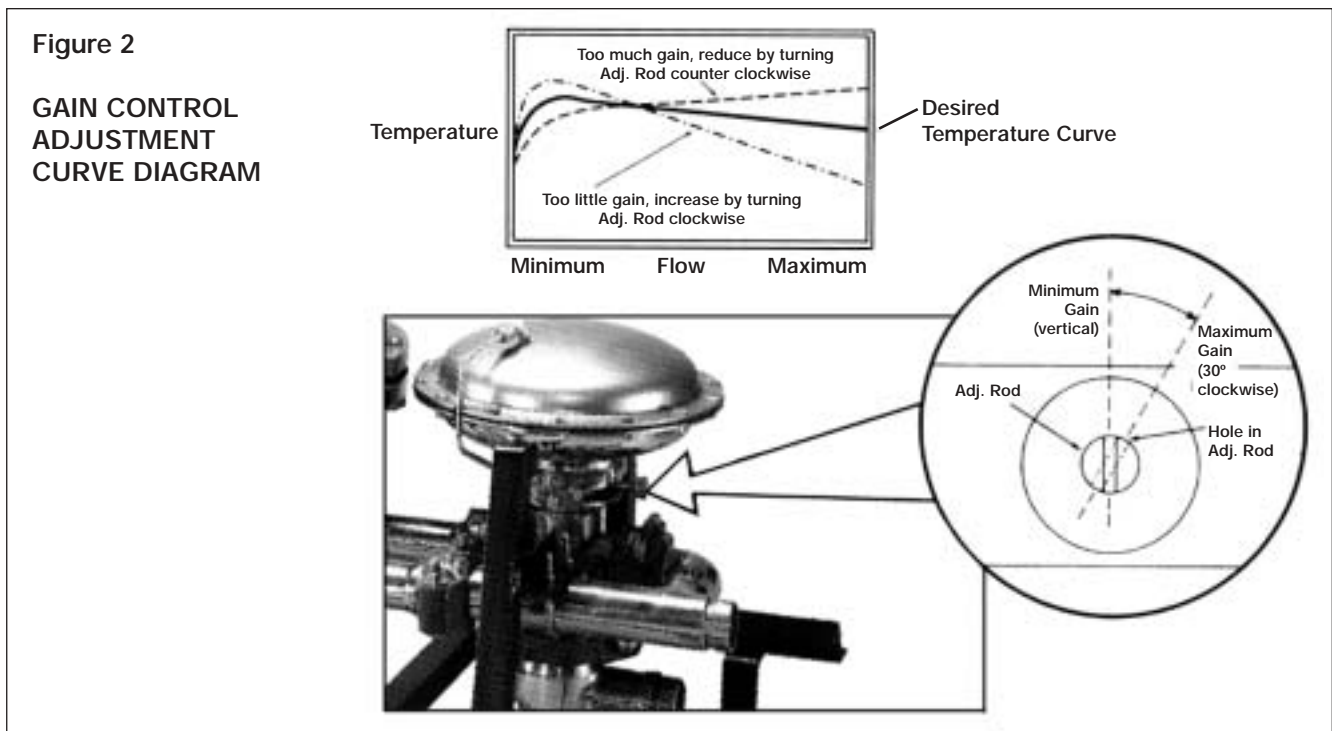 Figure 2
GAIN CONTROL
ADJUSTMENT
CURVE DIAGRAM
Too much gain, reduce by turning
Adj. Rod counter clockwise
Temperature
Desired
Temperature Curve
Too little gain, increase by turning
Adj. Rod clockwise
Minimum Flow Maximum
Minimum
Gain
(vertical)
Maximum
Gain
(30º
clockwise)
Adj. Rod
Hole in
Adj. Rod